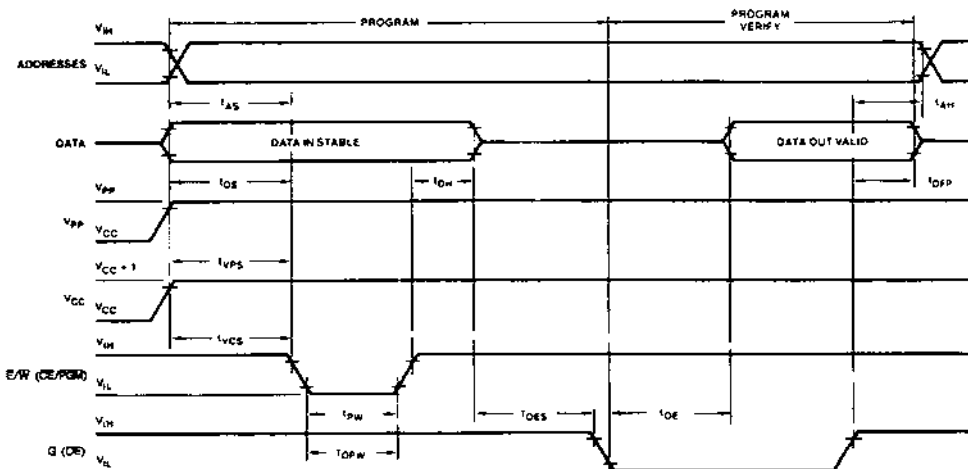 PROGRAM
PROGRAM VERIFY
VIH
ADDRESSES
VIL
tAS
tAH
DATA
DATA IN STABLE
DATA OUT VALID
tDS
tDH
tDFP
VPP
VPP
VCC
tVPS
VCC + 1
VCC
VCC
tVCS
VIH
E/W (CE/PGM)
VIL
tPW
tOES
tOE
VIH
tOPW
G (OE)
VIL